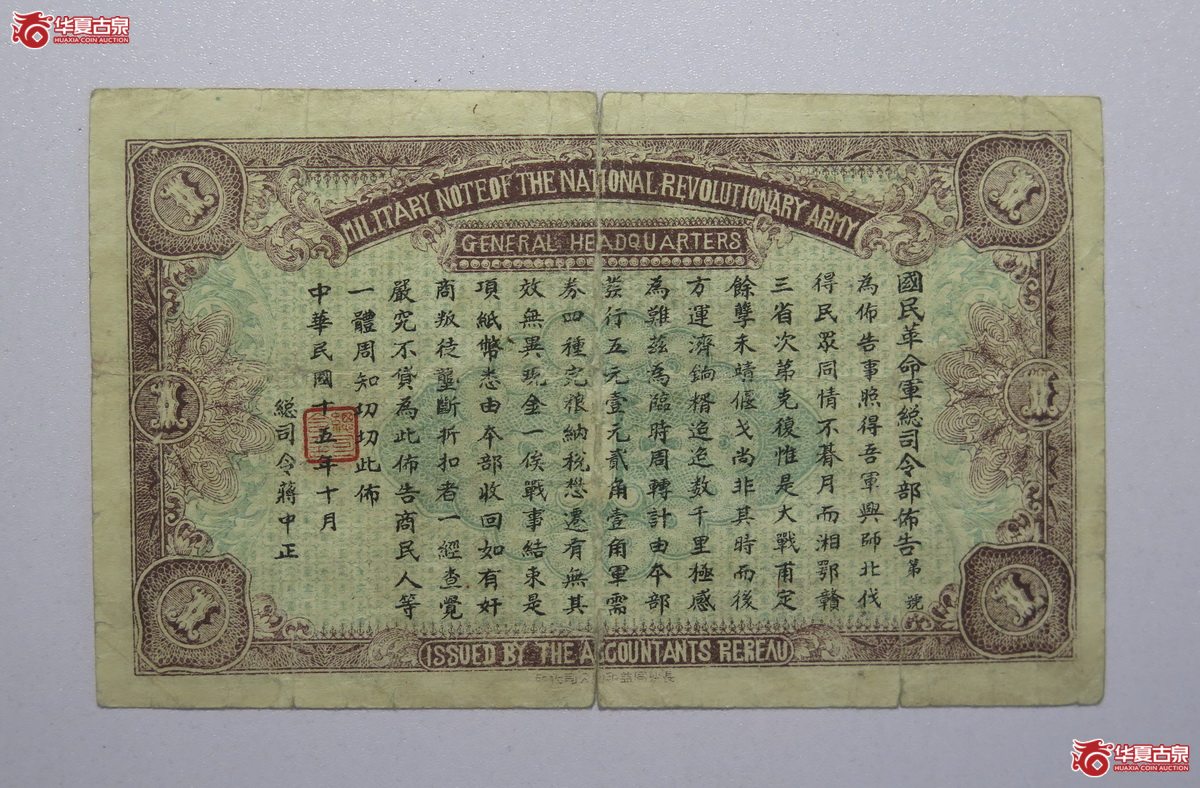 华夏古泉
HUAXIA COIN AUCTION
MILITARY NOTE OF THE NATIONAL REVOLUTIONARY ARMY
GENERAL HEADQUARTERS
國民革命軍総司令部佈告第 號
為佈告事照得吾軍興師北伐
得民眾同情不朞月而湘鄂贛
三省次第克復惟是大戰甫定
餘孽未靖偃戈尚非其時而後
方運濟餉糈迢迢数千里極感
為難茲為臨時周轉計由本部
發行五元壹元貳角壹角軍需
券四種完粮納税懋遷有無其
效無異現金一俟戰事結束是
項紙幣悉由本部收回如有奸
商叛徒壟斷折扣者一經查覺
嚴究不貸為此佈告商民人等
一體周知切切此佈
中華民國十五年十月
総司令蔣中正
ISSUED BY THE ACCOUNTANTS REREAU
华夏古泉
HUAXIA COIN AUCTION